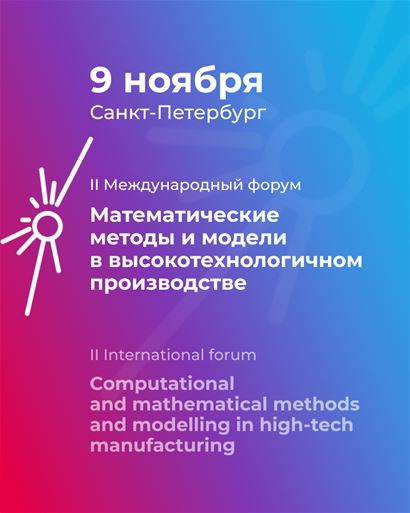 9 ноября
Санкт-Петербург
II Международный форум
Математические
методы и модели
в высокотехнологичном
производстве
II International forum
Computational
and mathematical methods
and modelling in high-tech
manufacturing